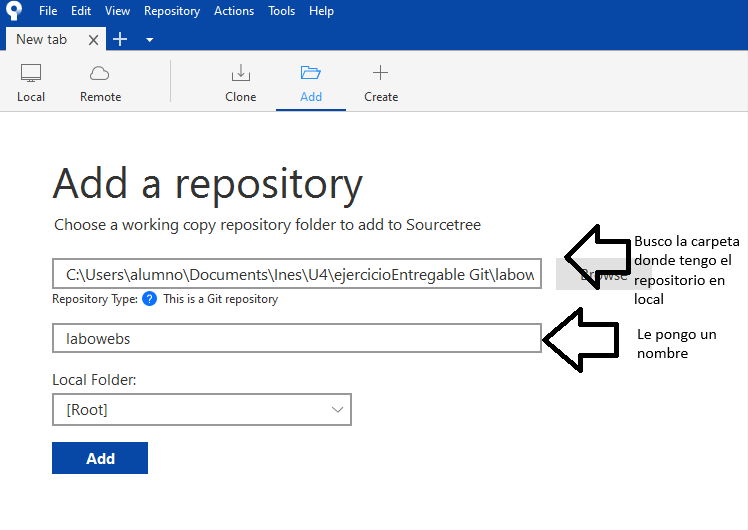 File Edit View Repository Actions Tools Help
New tab
Local Remote Clone Add Create
Add a repository
Choose a working copy repository folder to add to Sourcetree
C:\Users\alumno\Documents\Ines\U4\ejercicioEntregable Git\labow
Browse
Busco la carpeta
donde tengo el
repositorio en
local
Repository Type: ? This is a Git repository
labowebs
Le pongo un
nombre
Local Folder:
[Root]
Add